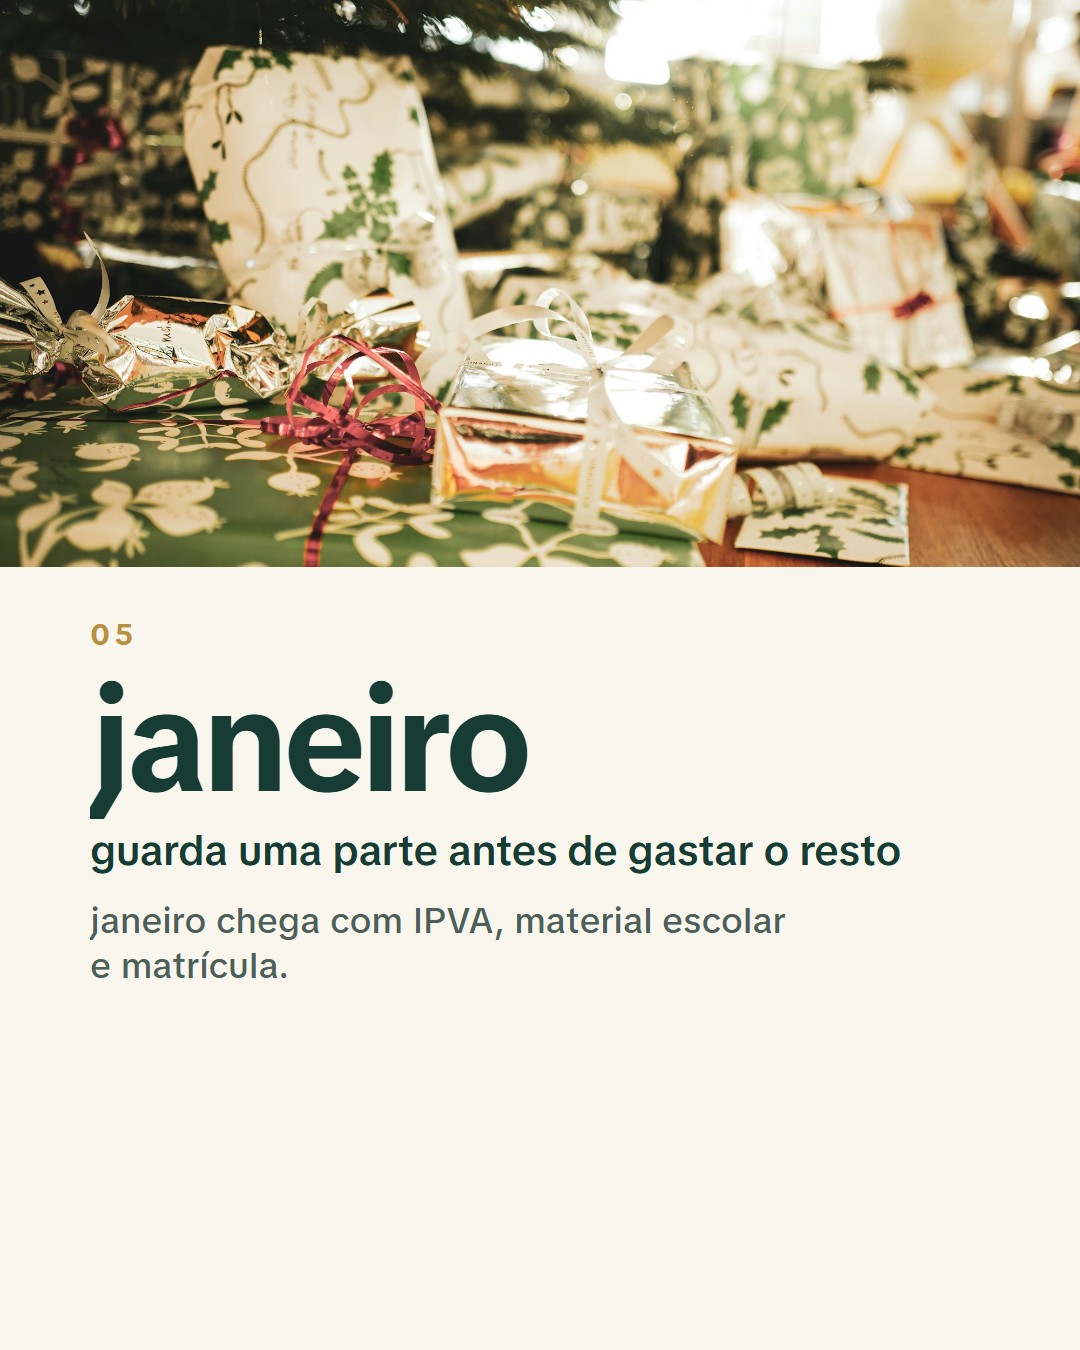 05
janeiro
guarda uma parte antes de gastar o resto
janeiro chega com IPVA, material escolar
e matrícula.